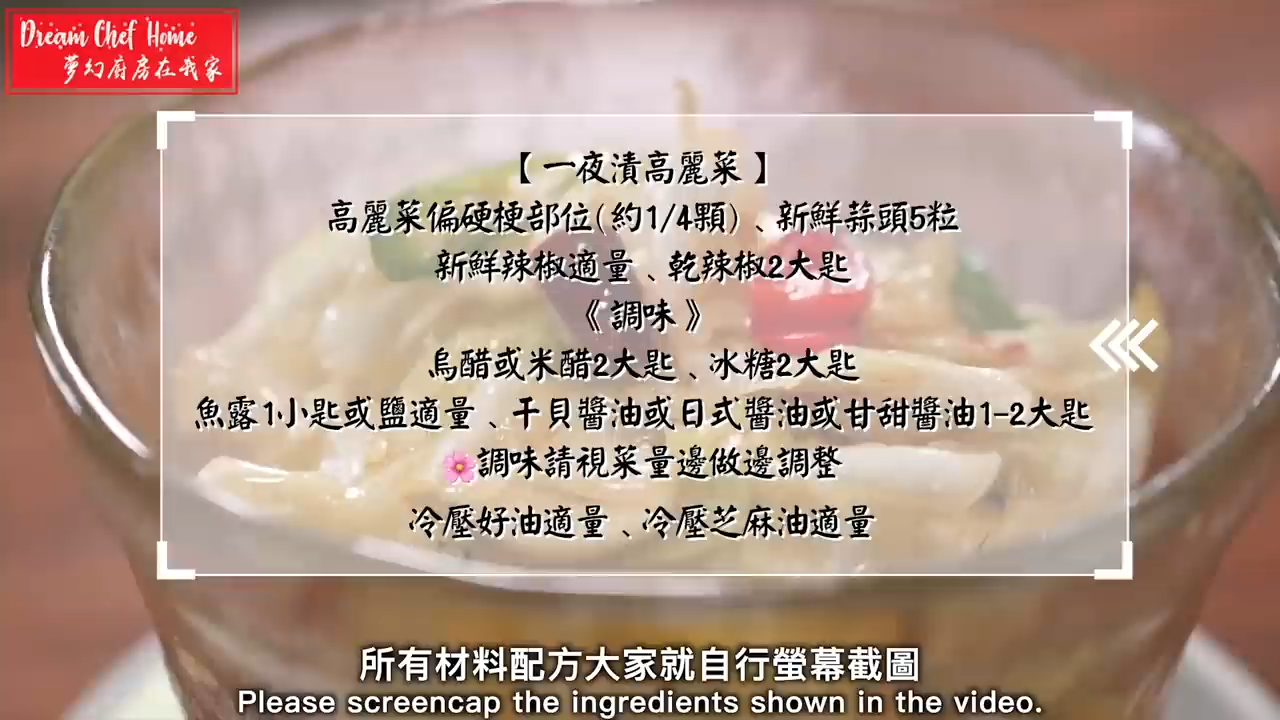 Dream Chef Home
夢幻廚房在我家
【一夜漬高麗菜】
高麗菜偏硬梗部位(約1/4顆)、新鮮蒜頭5粒
新鮮辣椒適量、乾辣椒2大匙
《調味》
烏醋或米醋2大匙、冰糖2大匙
魚露1小匙或鹽適量、干貝醬油或日式醬油或甘甜醬油1-2大匙
🌸調味請視菜量邊做邊調整
冷壓好油適量、冷壓芝麻油適量
所有材料配方大家就自行螢幕截圖
Please screencap the ingredients shown in the video.